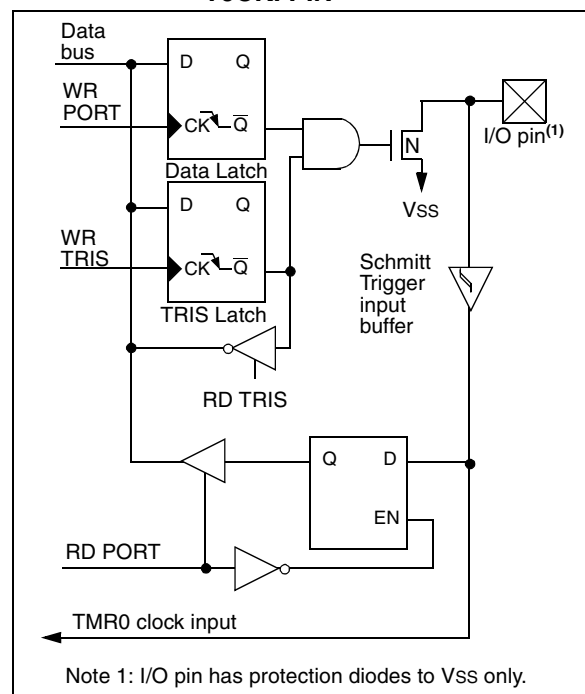 Data
bus
D Q
WR
PORT
CK Q
I/O pin(1)
N
Data Latch
VSS
D Q
WR
TRIS
CK Q
Schmitt
Trigger
input
buffer
TRIS Latch
RD TRIS
Q D
EN
RD PORT
TMR0 clock input
Note 1: I/O pin has protection diodes to VSS only.